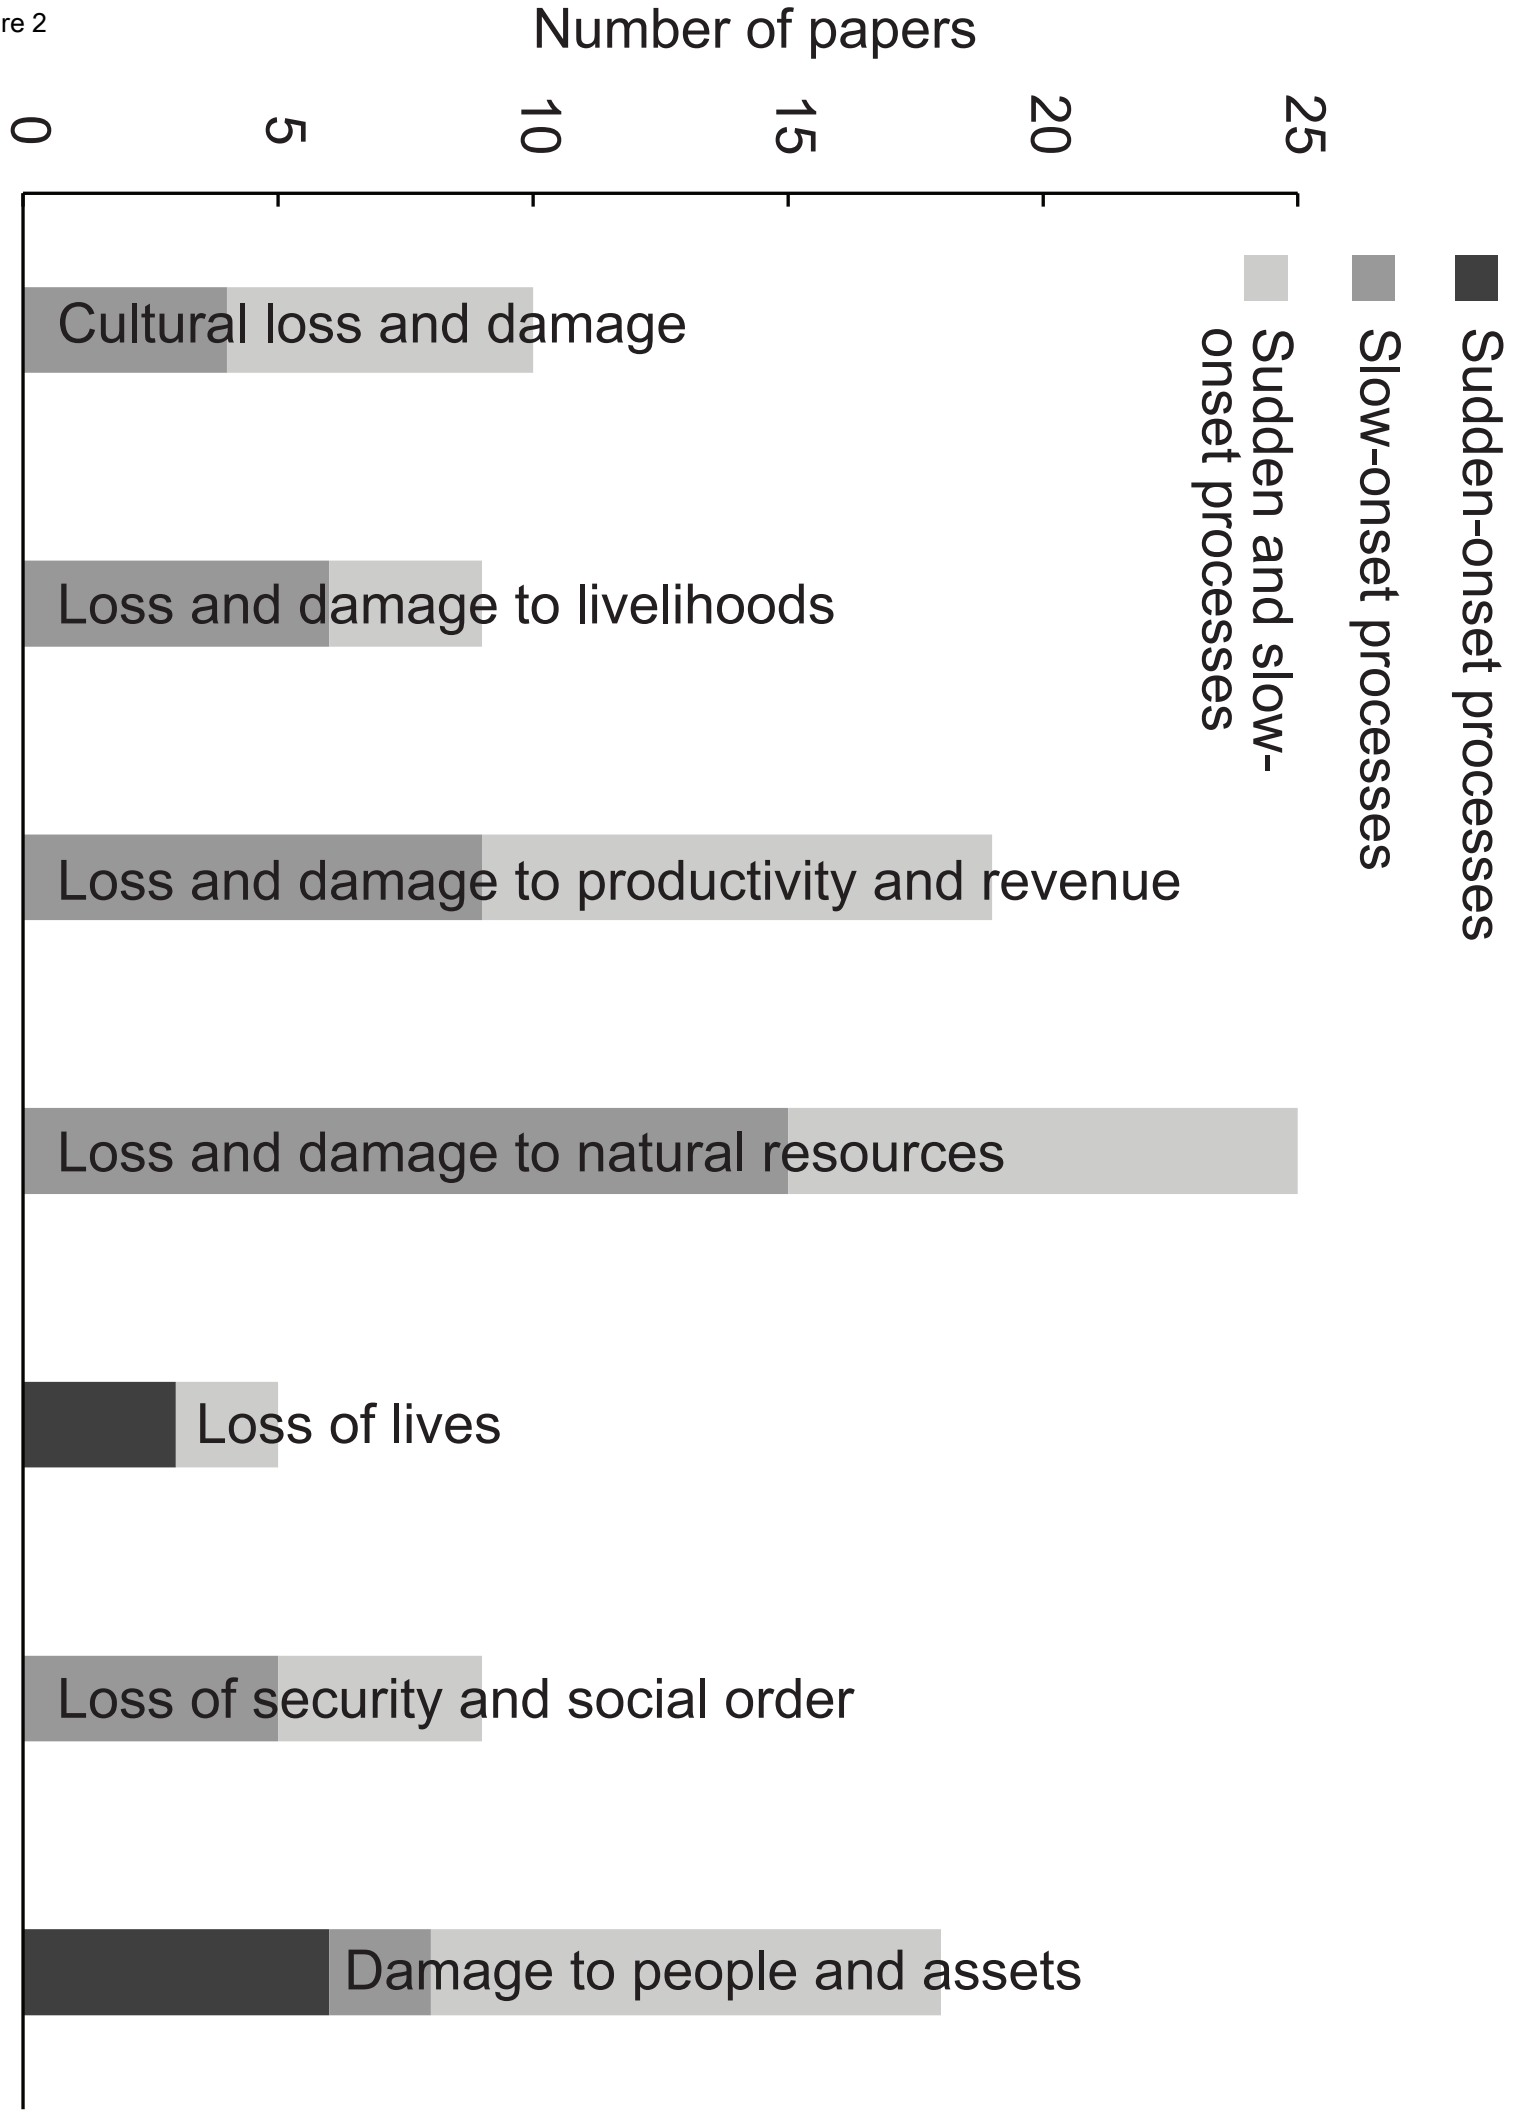 re 2
Number of papers
0
5
10
15
20
25
Sudden-onset processes
Slow-onset processes
Sudden and slow-
onset processes
Cultural loss and damage
Loss and damage to livelihoods
Loss and damage to productivity and revenue
Loss and damage to natural resources
Loss of lives
Loss of security and social order
Damage to people and assets